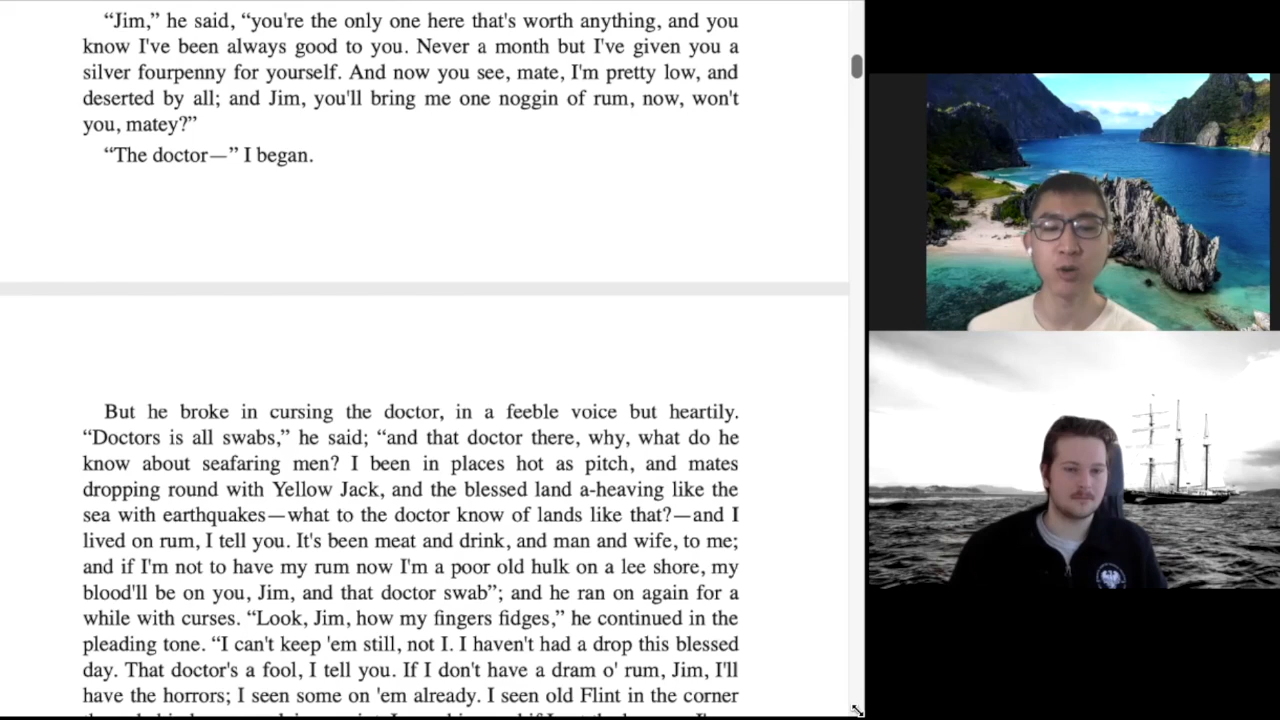 “Jim,” he said, “you're the only one here that's worth anything, and you
know I've been always good to you. Never a month but I've given you a
silver fourpenny for yourself. And now you see, mate, I'm pretty low, and
deserted by all; and Jim, you'll bring me one noggin of rum, now, won't
you, matey?”
“The doctor—” I began.
But he broke in cursing the doctor, in a feeble voice but heartily.
“Doctors is all swabs,” he said; “and that doctor there, why, what do he
know about seafaring men? I been in places hot as pitch, and mates
dropping round with Yellow Jack, and the blessed land a-heaving like the
sea with earthquakes—what to the doctor know of lands like that?—and I
lived on rum, I tell you. It's been meat and drink, and man and wife, to me;
and if I'm not to have my rum now I'm a poor old hulk on a lee shore, my
blood'll be on you, Jim, and that doctor swab”; and he ran on again for a
while with curses. “Look, Jim, how my fingers fidges,” he continued in the
pleading tone. “I can't keep 'em still, not I. I haven't had a drop this blessed
day. That doctor's a fool, I tell you. If I don't have a dram o' rum, Jim, I'll
have the horrors; I seen some on 'em already. I seen old Flint in the corner